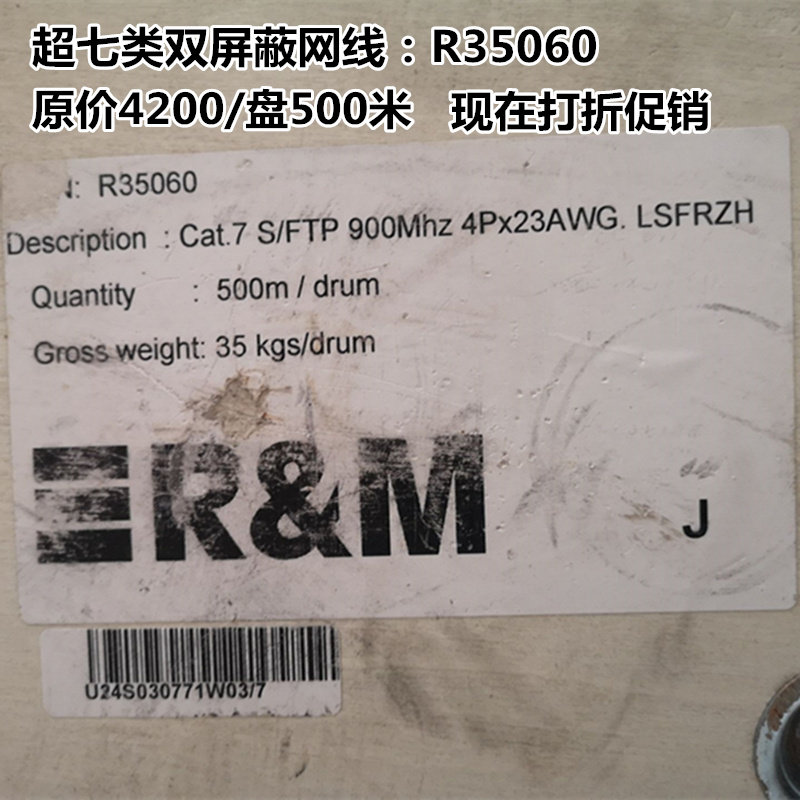 超七类双屏蔽网线：R35060
原价4200/盘500米 现在打折促销
N: R35060
Description : Cat.7 S/FTP 900Mhz 4Px23AWG. LSFRZH
Quantity : 500m / drum
Gross weight: 35 kgs/drum
R&M
J
U24S030771W03/7